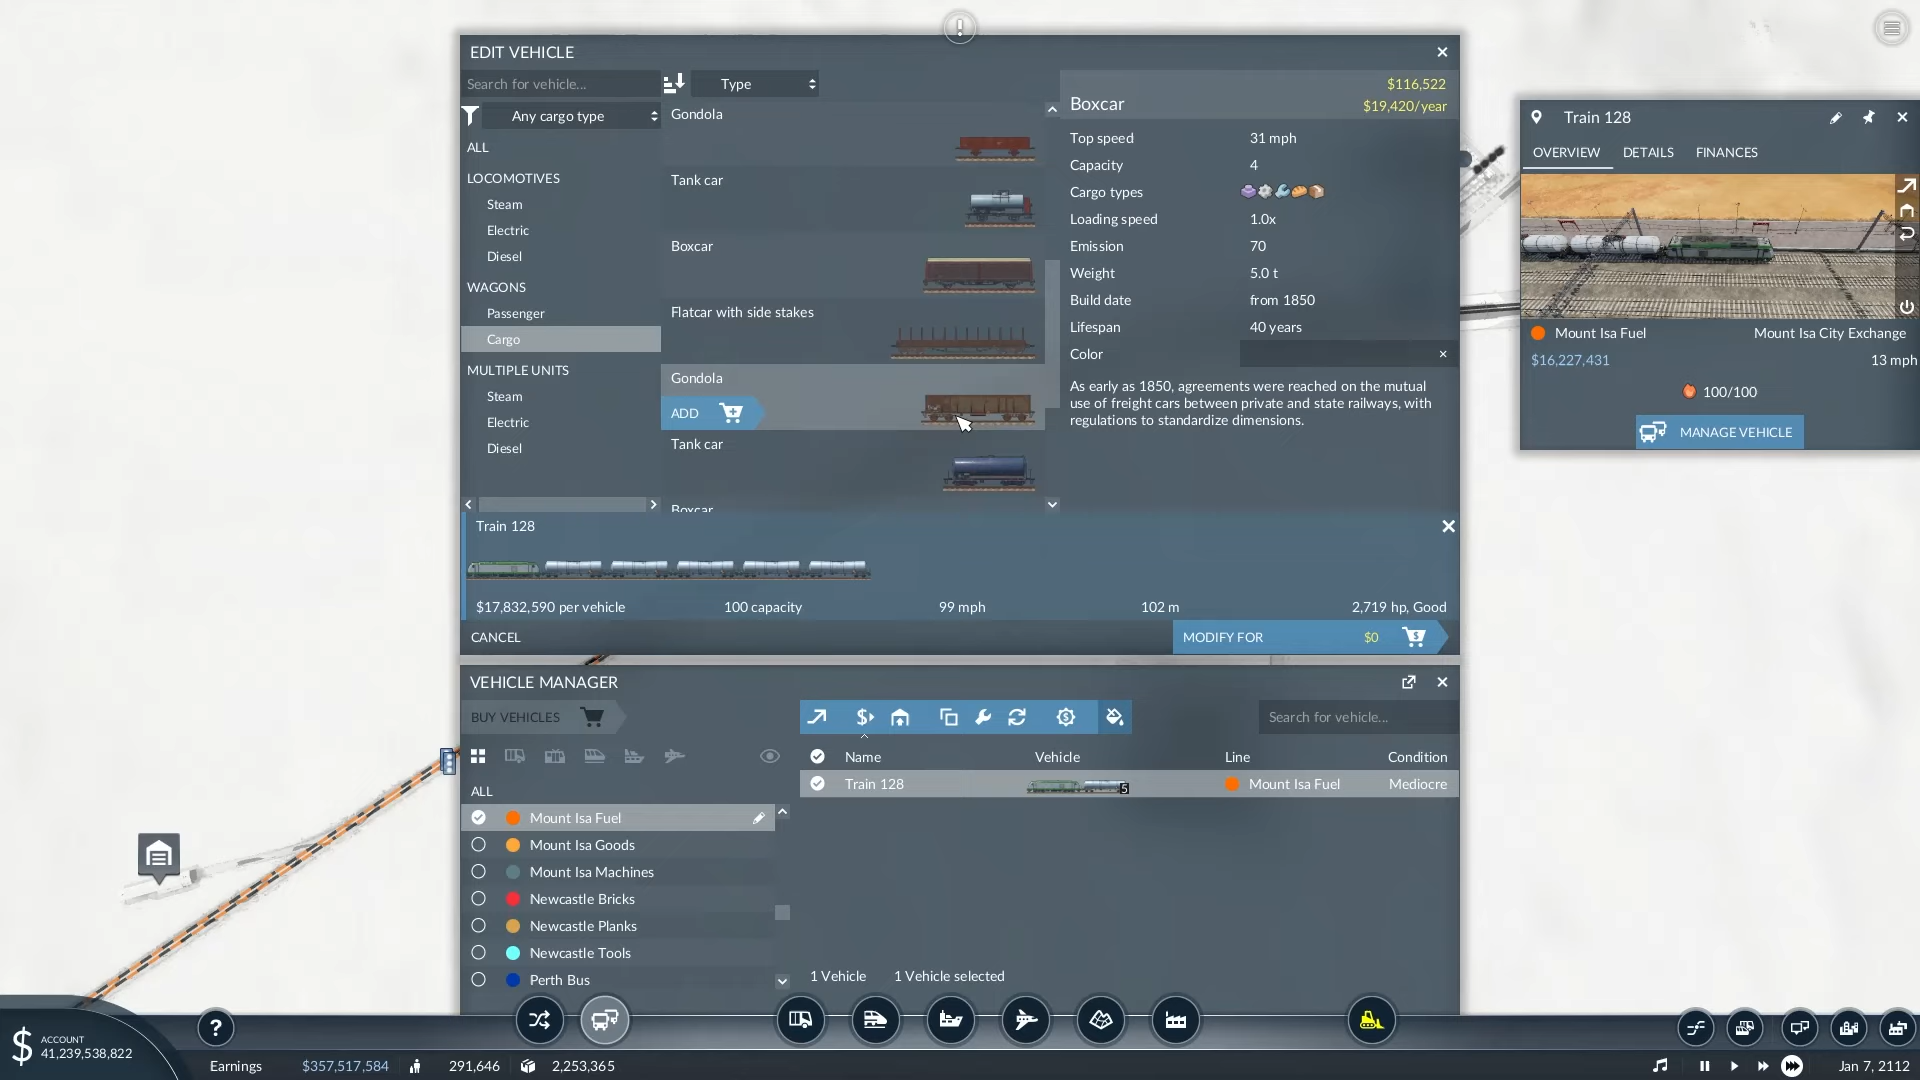 EDIT VEHICLE
Search for vehicle...
Type
Any cargo type
ALL
LOCOMOTIVES
Steam
Electric
Diesel
WAGONS
Passenger
Cargo
MULTIPLE UNITS
Steam
Electric
Diesel
Gondola
Tank car
Boxcar
Flatcar with side stakes
Gondola
ADD
Tank car
Boxcar
$116,522
Boxcar
$19,420/year
Top speed 31 mph
Capacity 4
Cargo types
Loading speed 1.0x
Emission 70
Weight 5.0 t
Build date from 1850
Lifespan 40 years
Color
As early as 1850, agreements were reached on the mutual
use of freight cars between private and state railways, with
regulations to standardize dimensions.
Train 128
$17,832,590 per vehicle 100 capacity 99 mph 102 m 2,719 hp, Good
CANCEL
MODIFY FOR $0
Train 128
OVERVIEW DETAILS FINANCES
Mount Isa Fuel Mount Isa City Exchange
$16,227,431 13 mph
100/100
MANAGE VEHICLE
VEHICLE MANAGER
BUY VEHICLES
Search for vehicle...
ALL
Mount Isa Fuel
Mount Isa Goods
Mount Isa Machines
Newcastle Bricks
Newcastle Planks
Newcastle Tools
Perth Bus
Name Vehicle Line Condition
Train 128 5 Mount Isa Fuel Mediocre
1 Vehicle 1 Vehicle selected
ACCOUNT
41,239,538,822
Earnings $357,517,584 291,646 2,253,365
Jan 7, 2112